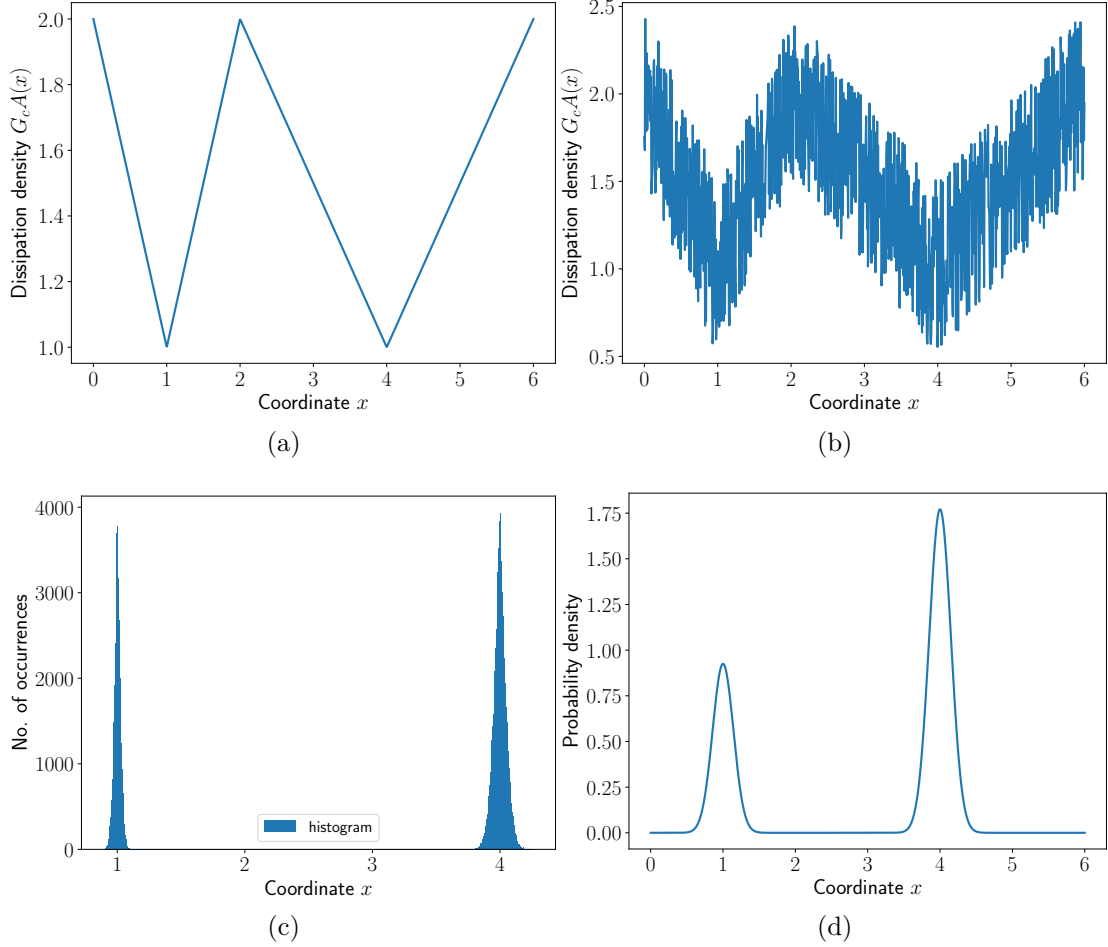 Dissipation density $G_c A(x)$
2.0
1.8
1.6
1.4
1.2
1.0
0 1 2 3 4 5 6
Coordinate $x$
(a)
Dissipation density $G_c A(x)$
2.5
2.0
1.5
1.0
0.5
0 1 2 3 4 5 6
Coordinate $x$
(b)
No. of occurrences
4000
3000
2000
1000
0
histogram
1 2 3 4
Coordinate $x$
(c)
Probability density
1.75
1.50
1.25
1.00
0.75
0.50
0.25
0.00
0 1 2 3 4 5 6
Coordinate $x$
(d)